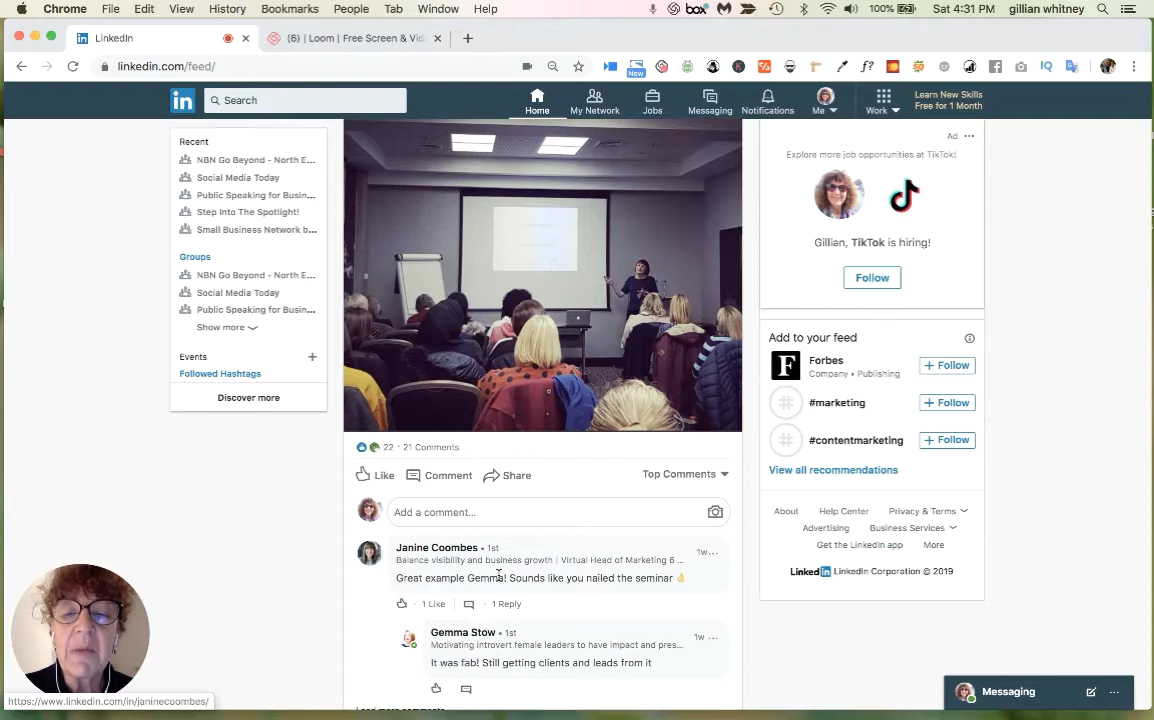 Chrome File Edit View History Bookmarks People Tab Window Help
box
100%
Sat 4:31 PM gillian whitney
LinkedIn
(6) | Loom | Free Screen & Vid
linkedin.com/feed/
New
f?
IQ
in
Search
Home
My Network
Jobs
Messaging
Notifications
Me
Work
Learn New Skills
Free for 1 Month
Recent
NBN Go Beyond - North E...
Social Media Today
Public Speaking for Busin...
Step Into The Spotlight!
Small Business Network b...
Groups
NBN Go Beyond - North E...
Social Media Today
Public Speaking for Busin...
Show more
Events
Followed Hashtags
Discover more
22 · 21 Comments
Like
Comment
Share
Top Comments
Add a comment...
Janine Coombes • 1st
1w
Balance visibility and business growth | Virtual Head of Marketing 6 ...
Great example Gemma! Sounds like you nailed the seminar 👌
1 Like
1 Reply
Gemma Stow • 1st
1w
Motivating introvert female leaders to have impact and pres...
It was fab! Still getting clients and leads from it
Ad
Explore more job opportunities at TikTok!
Gillian, TikTok is hiring!
Follow
Add to your feed
Forbes
Company • Publishing
+ Follow
#marketing
+ Follow
#contentmarketing
+ Follow
View all recommendations
About
Help Center
Privacy & Terms
Advertising
Business Services
Get the LinkedIn app
More
LinkedIn LinkedIn Corporation © 2019
Messaging
https://www.linkedin.com/in/janinecoombes/